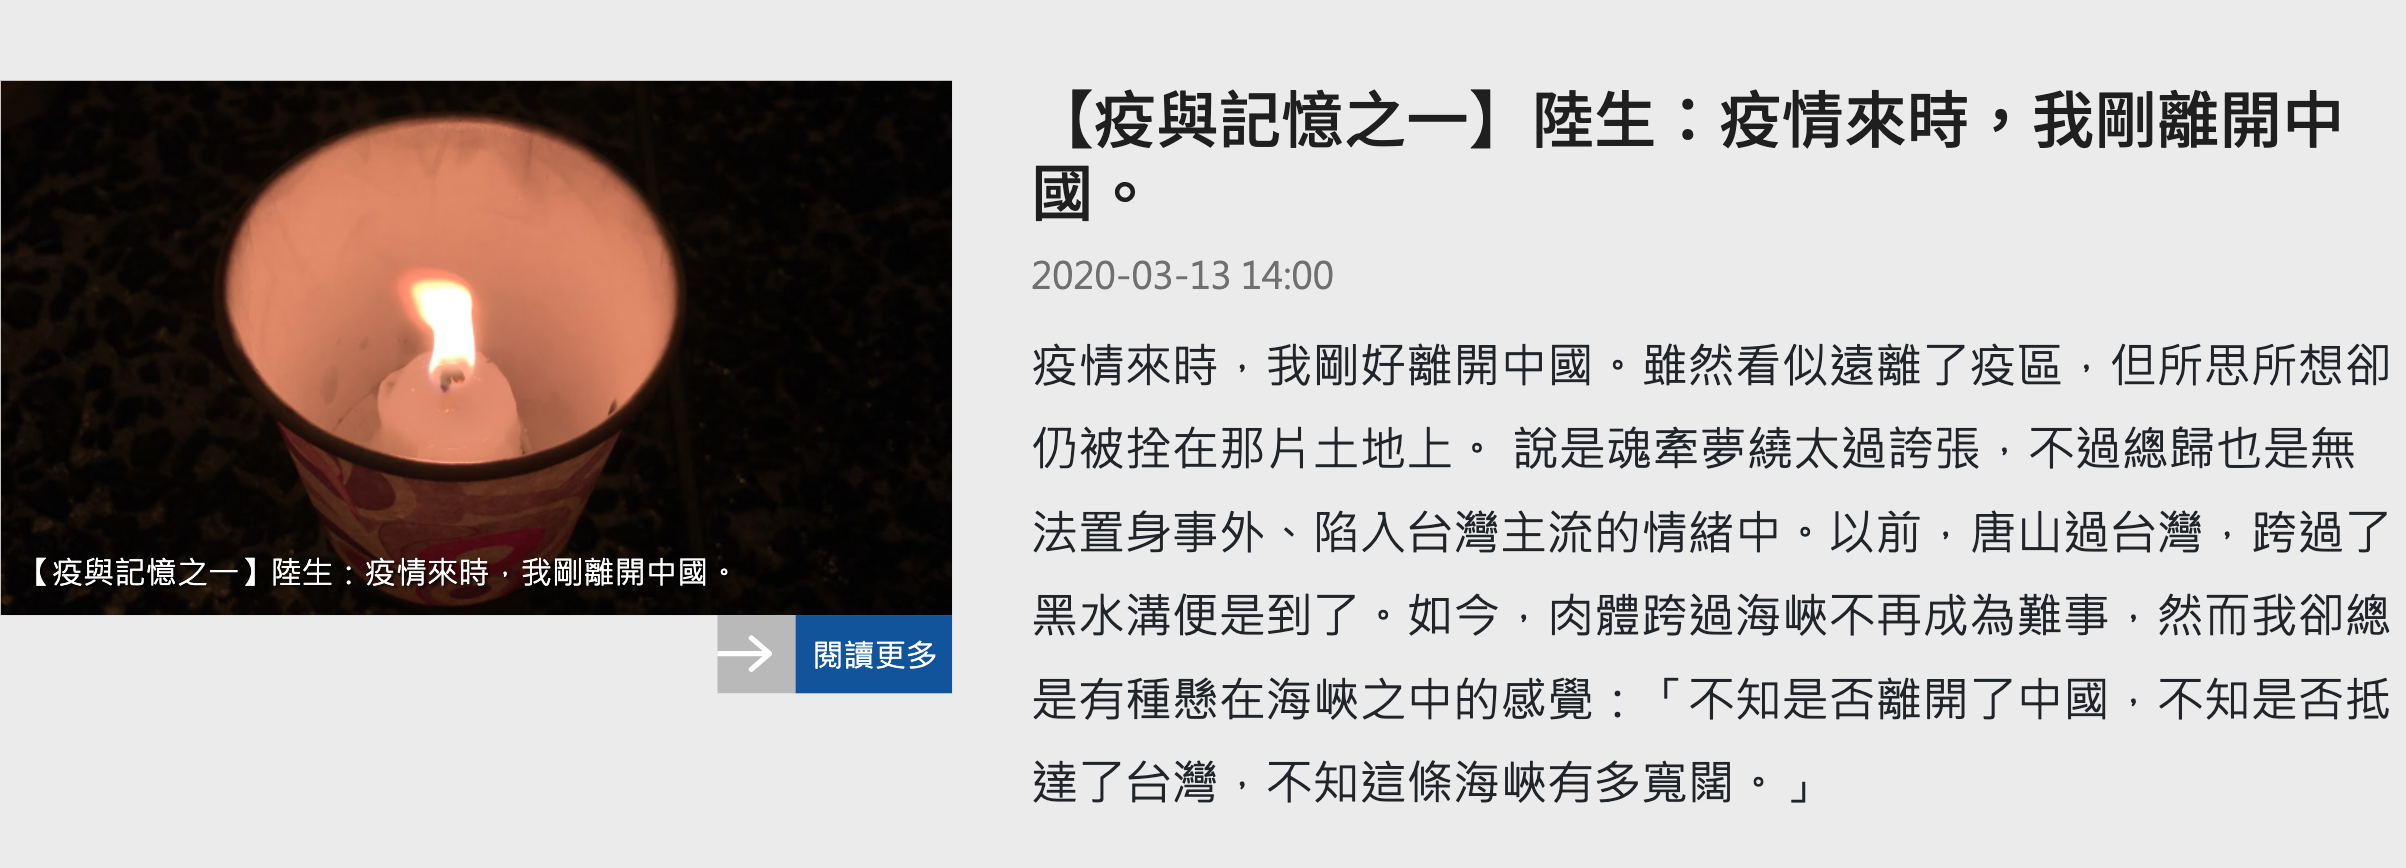 【疫與記憶之一】陸生：疫情來時，我剛離開中
國。
2020-03-13 14:00
疫情來時，我剛好離開中國。雖然看似遠離了疫區，但所思所想卻
仍被拴在那片土地上。 說是魂牽夢繞太過誇張，不過總歸也是無
法置身事外、陷入台灣主流的情緒中。以前，唐山過台灣，跨過了
黑水溝便是到了。如今，肉體跨過海峽不再成為難事，然而我卻總
是有種懸在海峽之中的感覺：「不知是否離開了中國，不知是否抵
達了台灣，不知這條海峽有多寬闊。」
【疫與記憶之一】陸生：疫情來時，我剛離開中國。
閱讀更多